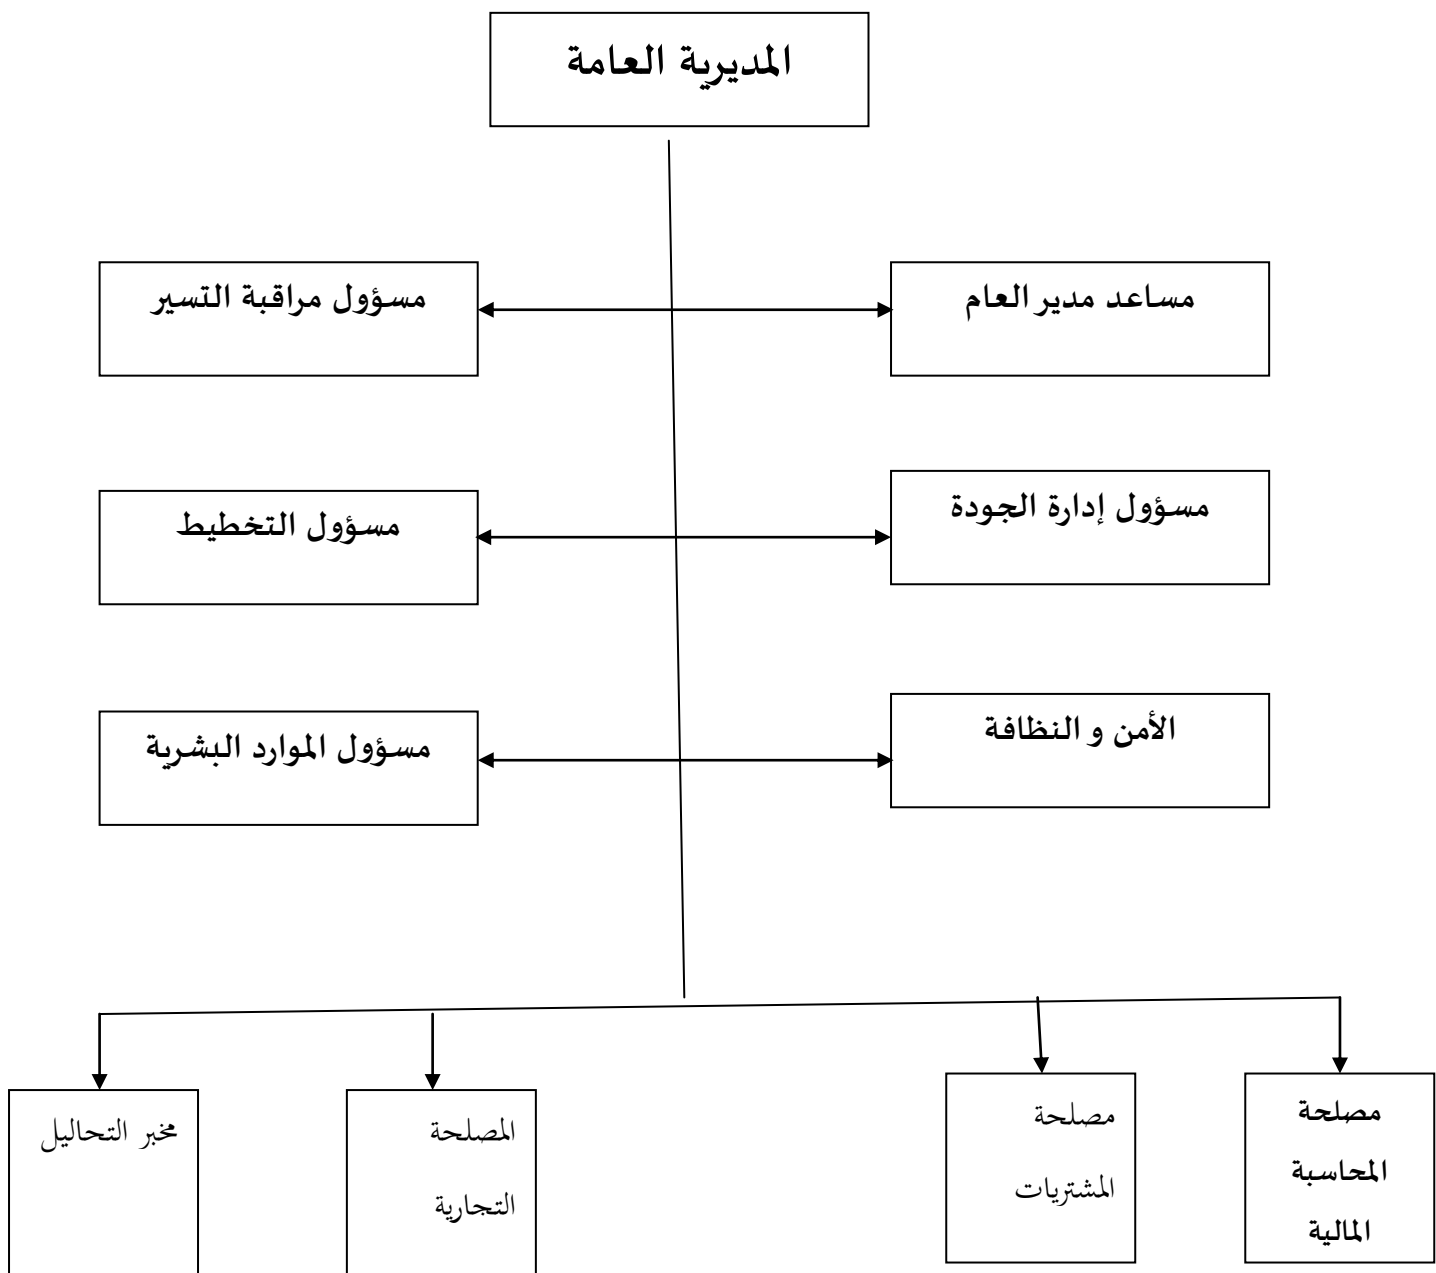 المديرية العامة
مساعد مدير العام
مسؤول مراقبة التسير
مسؤول إدارة الجودة
مسؤول التخطيط
الأمن و النظافة
مسؤول الموارد البشرية
مصلحة
المحاسبة
المالية
مصلحة
المشتريات
المصلحة
التجارية
مخبر التحاليل